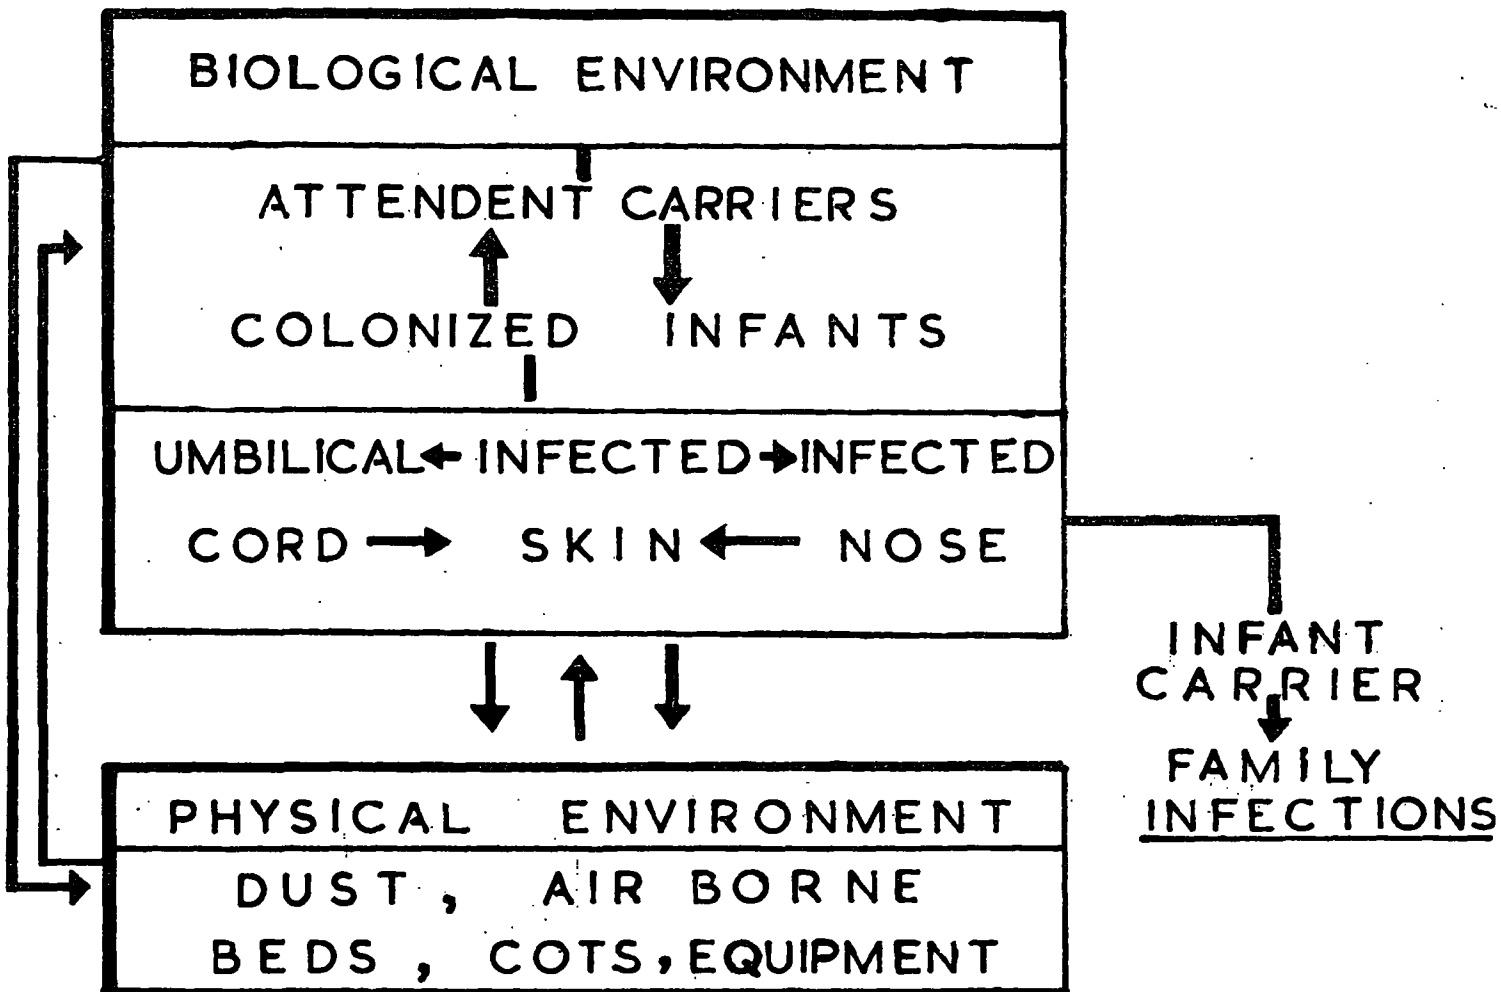 BIOLOGICAL ENVIRONMENT
ATTENDENT CARRIERS
COLONIZED INFANTS
UMBILICAL INFECTED INFECTED
CORD SKIN NOSE
INFANT
CARRIER
FAMILY
INFECTIONS
PHYSICAL ENVIRONMENT
DUST, AIR BORNE
BEDS, COTS, EQUIPMENT